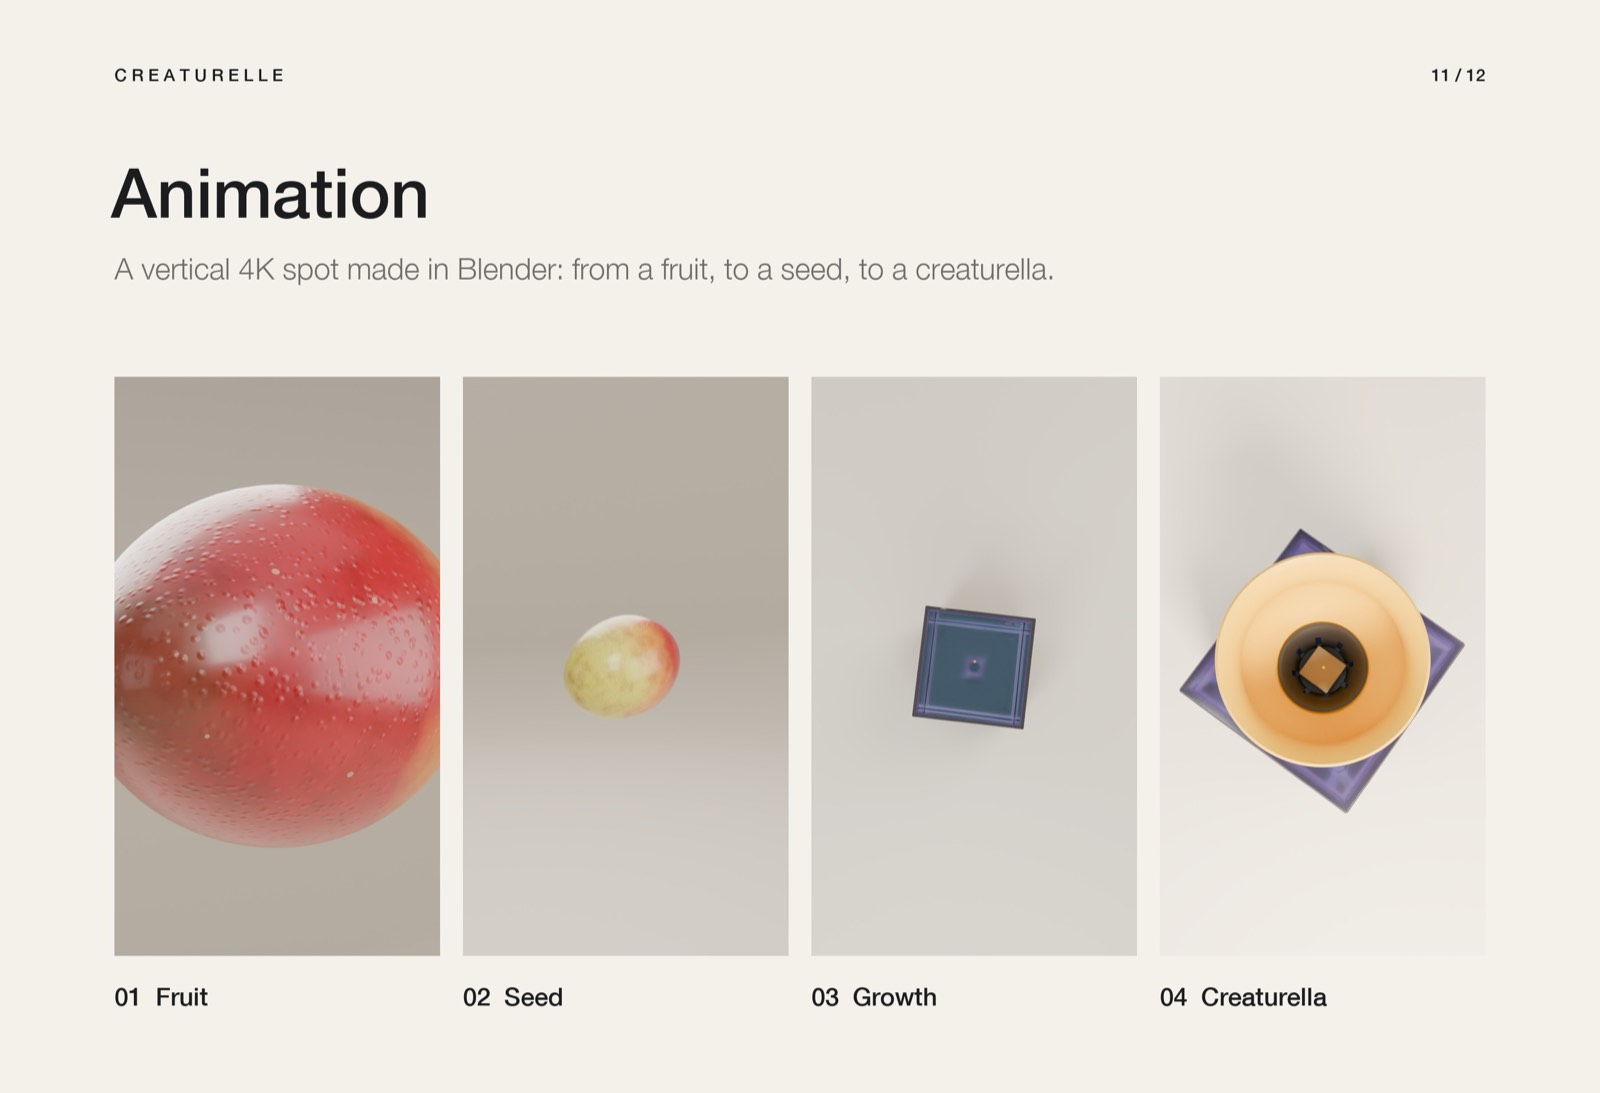 CREATURELLE
11 / 12
Animation
A vertical 4K spot made in Blender: from a fruit, to a seed, to a creaturella.
01 Fruit
02 Seed
03 Growth
04 Creaturella